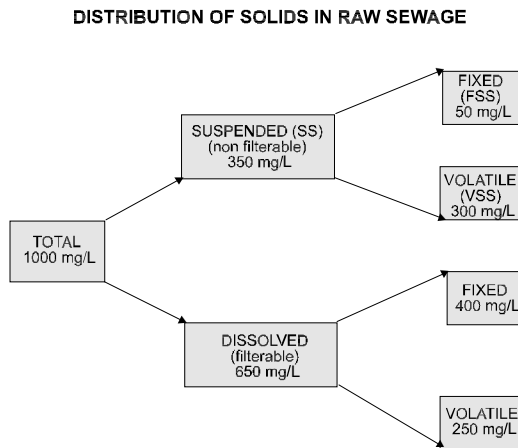 DISTRIBUTION OF SOLIDS IN RAW SEWAGE
FIXED
(FSS)
50 mg/L
SUSPENDED (SS)
(non filterable)
350 mg/L
VOLATILE
(VSS)
300 mg/L
TOTAL
1000 mg/L
FIXED
400 mg/L
DISSOLVED
(filterable)
650 mg/L
VOLATILE
250 mg/L